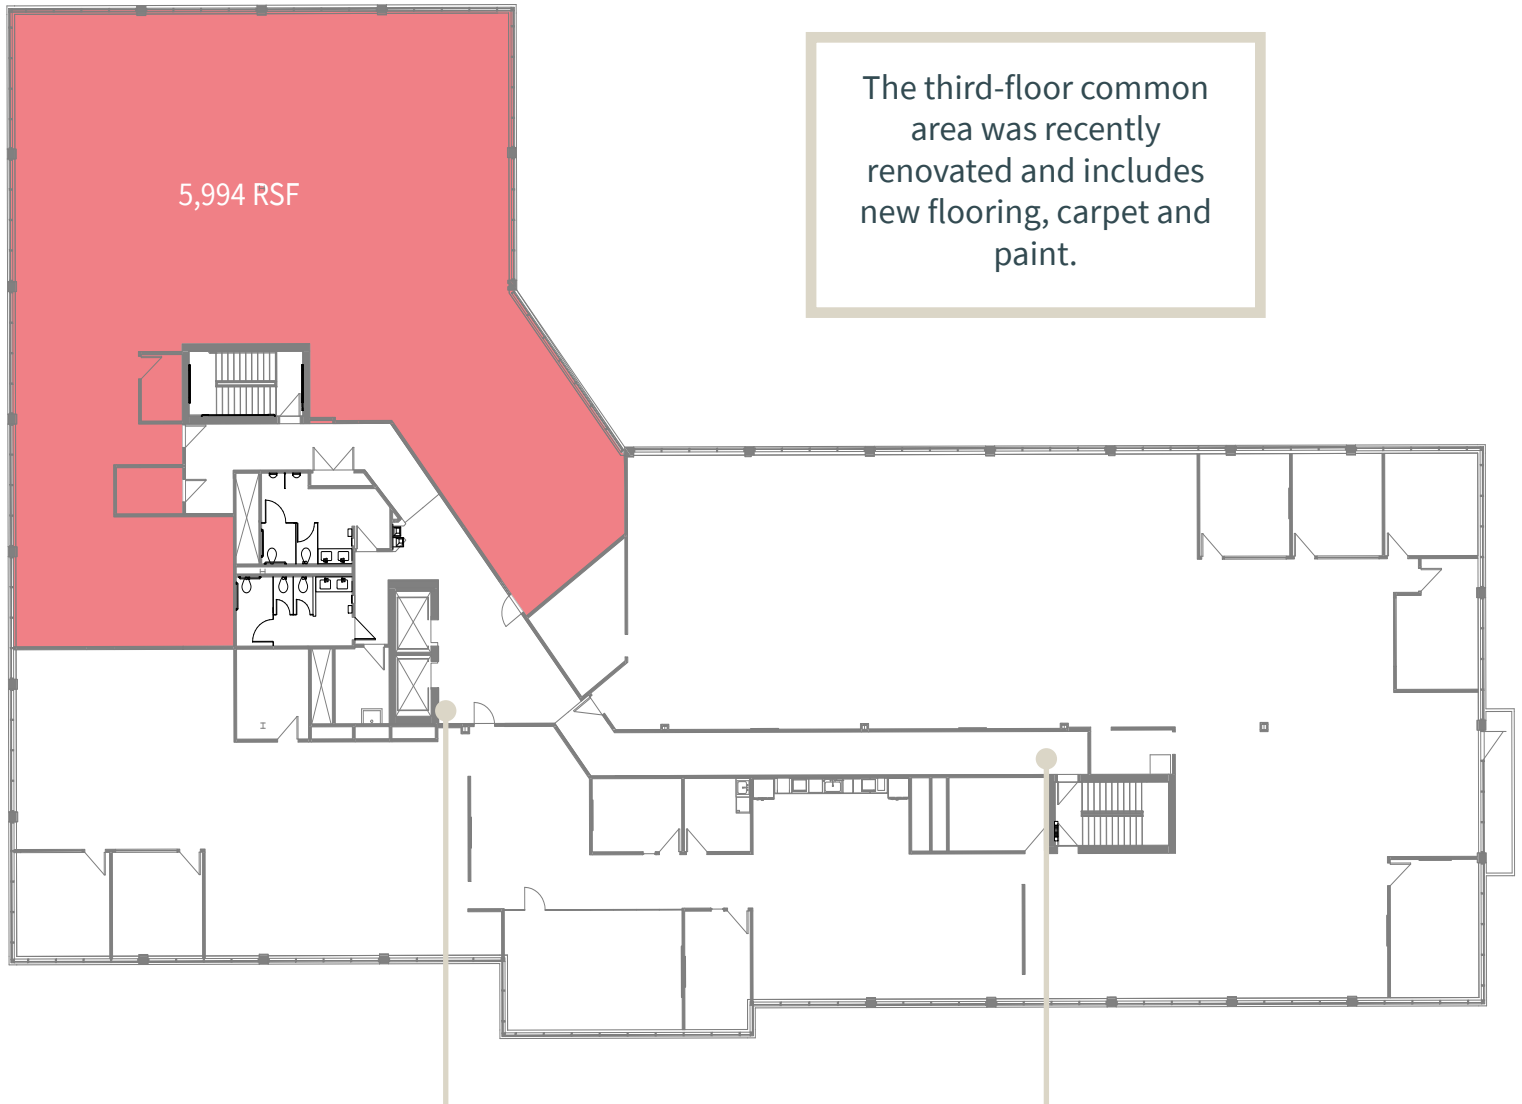 The third-floor common
area was recently
renovated and includes
new flooring, carpet and
paint.
5,994 RSF